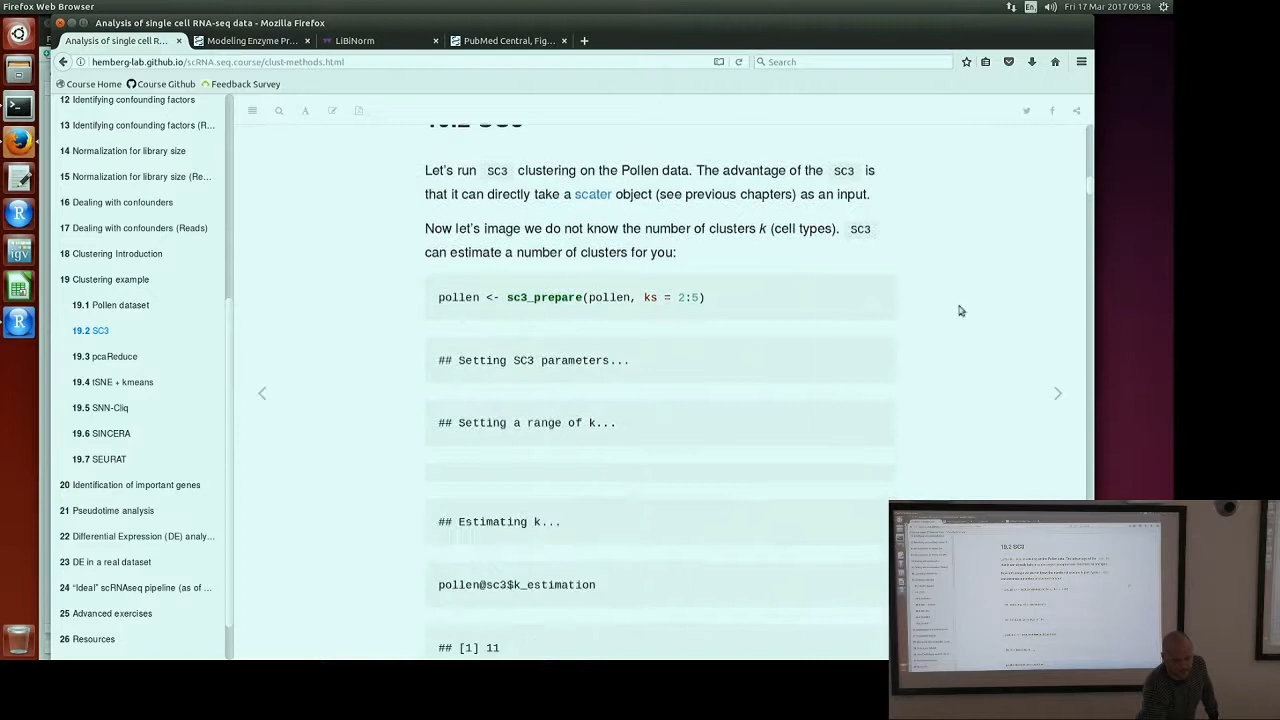 Firefox Web Browser
En
Fri 17 Mar 2017 09:58
Analysis of single cell RNA-seq data - Mozilla Firefox
Analysis of single cell R...
Modeling Enzyme Pr...
LiBiNorm
PubMed Central, Fig...
hemberg-lab.github.io/scRNA.seq.course/clust-methods.html
Search
Course Home
Course Github
Feedback Survey
12 Identifying confounding factors
13 Identifying confounding factors (R...
14 Normalization for library size
15 Normalization for library size (Re...
16 Dealing with confounders
17 Dealing with confounders (Reads)
18 Clustering Introduction
19 Clustering example
19.1 Pollen dataset
19.2 SC3
19.3 pcaReduce
19.4 tSNE + kmeans
19.5 SNN-Cliq
19.6 SINCERA
19.7 SEURAT
20 Identification of important genes
21 Pseudotime analysis
22 Differential Expression (DE) analy...
23 DE in a real dataset
24 "Ideal" scRNAseq pipeline (as of ...
25 Advanced exercises
26 Resources
19.2 SC3
Let's run SC3 clustering on the Pollen data. The advantage of the SC3 is
that it can directly take a scater object (see previous chapters) as an input.
Now let's image we do not know the number of clusters k (cell types). SC3
can estimate a number of clusters for you:
pollen <- sc3_prepare(pollen, ks = 2:5)
## Setting SC3 parameters...
## Setting a range of k...
## Estimating k...
pollen@sc3$k_estimation
## [1] 11
19.2 SC3